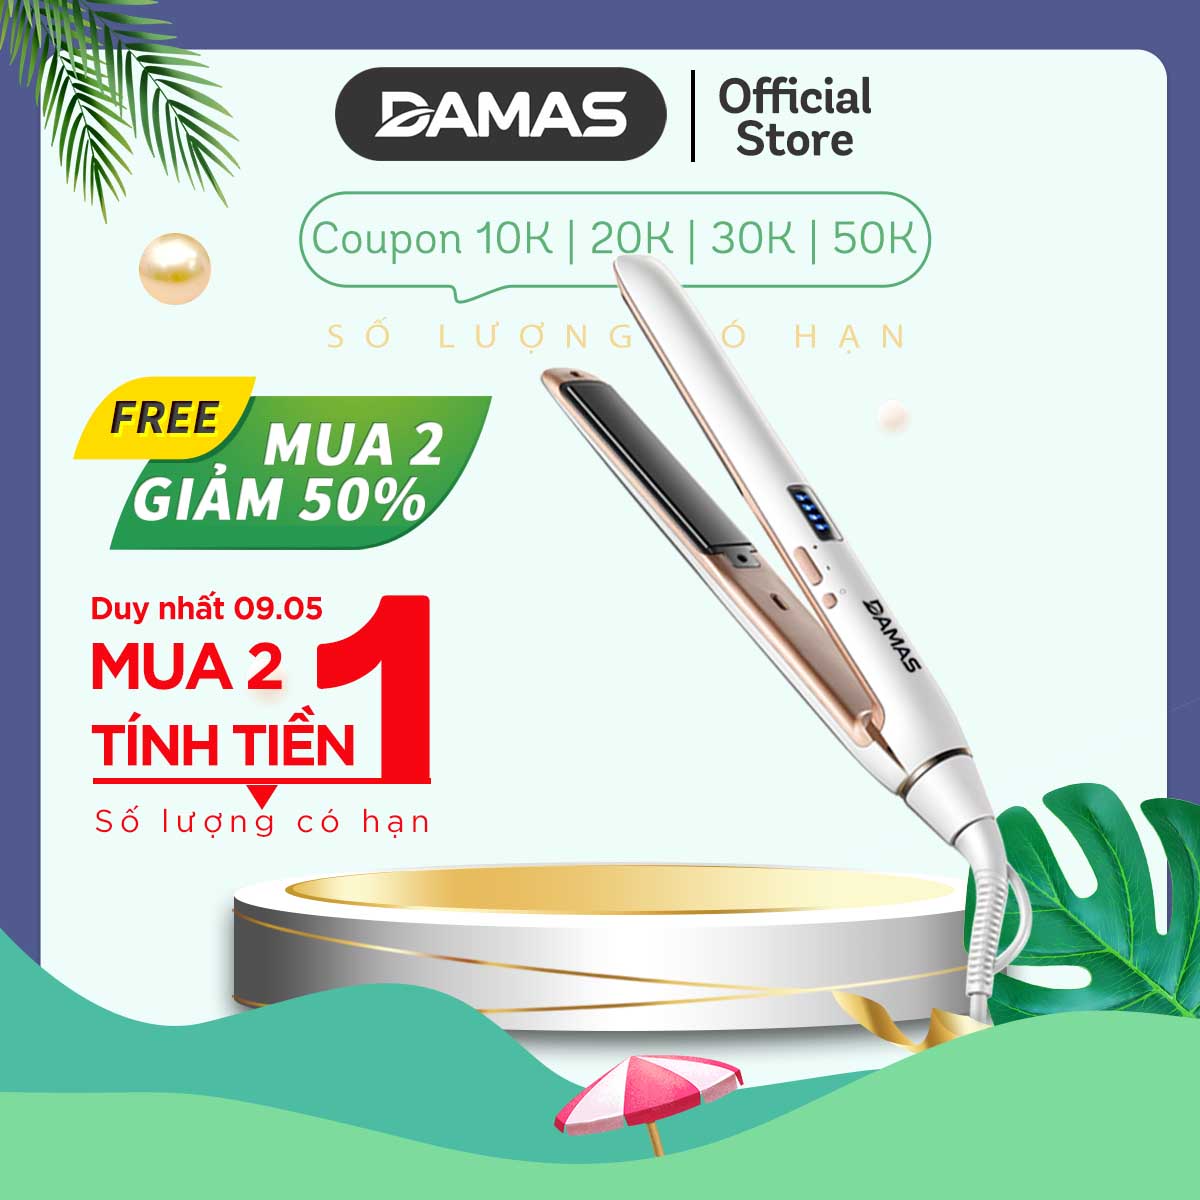 DAMAS
Official
Store
Coupon 10K | 20K | 30K | 50K
SỐ LƯỢNG Ó HẠN
FREE
MUA 2
GIẢM 50%
Duy nhất 09.05
MUA 2
TÍNH TIỀN 1
Số lượng có hạn
DAMAS